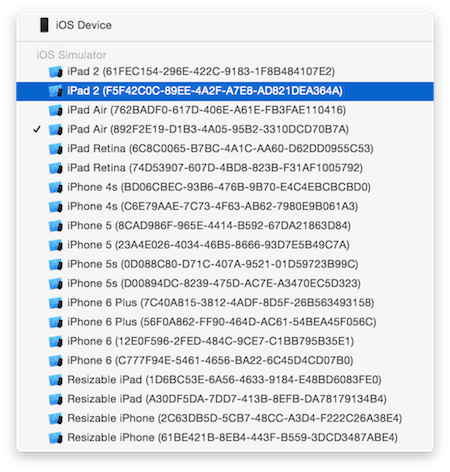 iOS Device
iOS Simulator
iPad 2 (61FEC154-296E-422C-9183-1F8B484107E2)
iPad 2 (F5F42C0C-89EE-4A2F-A7E8-AD821DEA364A)
iPad Air (762BADF0-617D-406E-A61E-FB3FAE110416)
✓ iPad Air (892F2E19-D1B3-4A05-95B2-3310DCD70B7A)
iPad Retina (6C8C0065-B7BC-4A1C-AA60-D62DD0955C53)
iPad Retina (74D53907-607D-4BD8-823B-F31AF1005792)
iPhone 4s (BD06CBEC-93B6-476B-9B70-E4C4EBCBCBD0)
iPhone 4s (C6E79AAE-7C73-4F63-AB62-7980E9B061A3)
iPhone 5 (8CAD986F-965E-4414-B592-67DA21863D84)
iPhone 5 (23A4E026-4034-46B5-8666-93D7E5B49C7A)
iPhone 5s (0D088C80-D71C-407A-9521-01D59723B99C)
iPhone 5s (D00894DC-8239-475D-AC7E-A3470EC5D323)
iPhone 6 Plus (7C40A815-3812-4ADF-8D5F-26B563493158)
iPhone 6 Plus (56F0A862-FF90-464D-AC61-54BEA45F056C)
iPhone 6 (12E0F596-2FED-484C-9CE7-C1BB795B35E1)
iPhone 6 (C777F94E-5461-4656-BA22-6C45D4CD07B0)
Resizable iPad (1D6BC53E-6A56-4633-9184-E48BD6083FE0)
Resizable iPad (A30DF5DA-7DD7-413B-8EFB-DA78179134B4)
Resizable iPhone (2C63DB5D-5CB7-48CC-A3D4-F222C26A38E4)
Resizable iPhone (61BE421B-8EB4-443F-B559-3DCD3487ABE4)